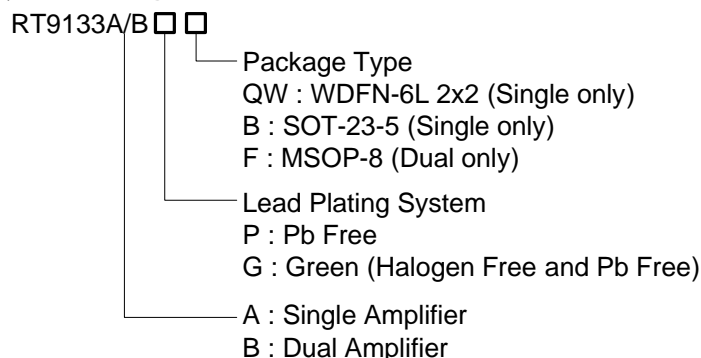 RT9133A/B
Package Type
QW : WDFN-6L 2x2 (Single only)
B : SOT-23-5 (Single only)
F : MSOP-8 (Dual only)
Lead Plating System
P : Pb Free
G : Green (Halogen Free and Pb Free)
A : Single Amplifier
B : Dual Amplifier